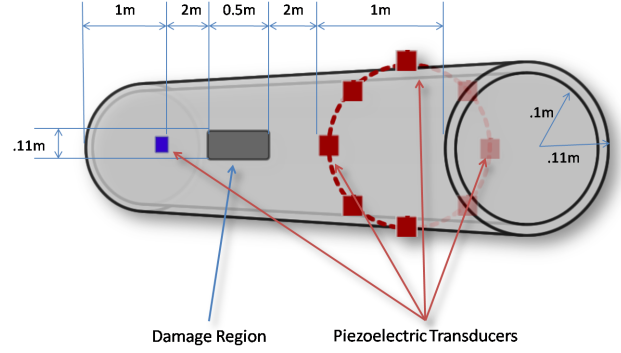 1m 2m 0.5m 2m 1m
.11m
.1m
.11m
Damage Region
Piezoelectric Transducers